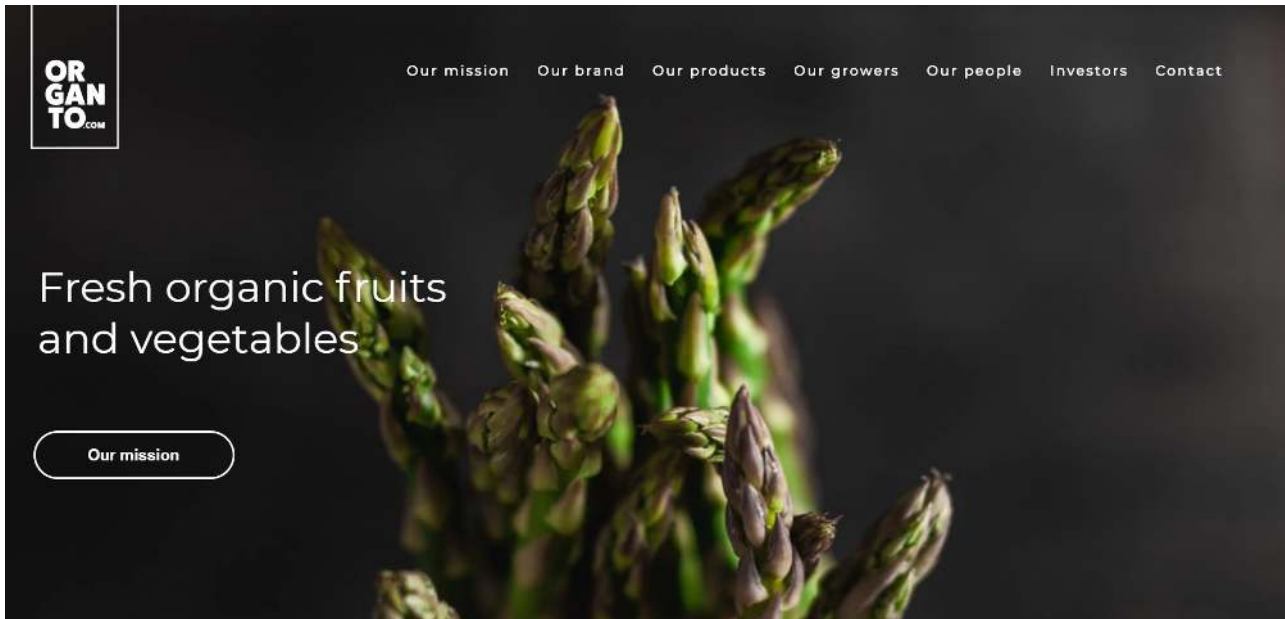 OR
GAN
TO.COM
Our mission Our brand Our products Our growers Our people Investors Contact
Fresh organic fruits
and vegetables
Our mission